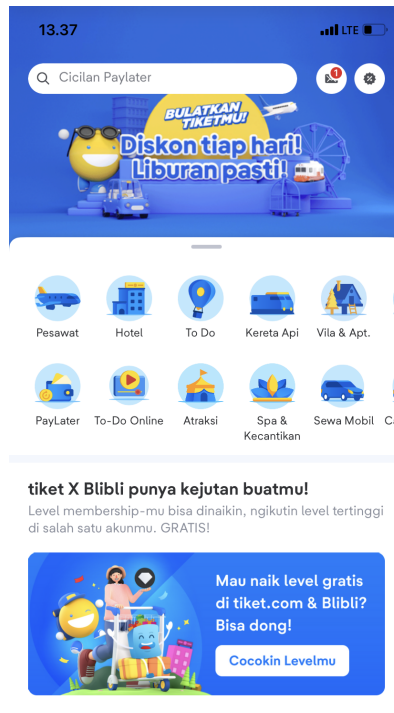 13.37
LTE
Cicilan Paylater
1
BULATKAN
TIKETMU!
Diskon tiap hari!
Liburan pasti!
Pesawat
Hotel
To Do
Kereta Api
Vila & Apt.
PayLater
To-Do Online
Atraksi
Spa &
Kecantikan
Sewa Mobil
tiket X Blibli punya kejutan buatmu!
Level membership-mu bisa dinaikin, ngikutin level tertinggi
di salah satu akunmu. GRATIS!
Mau naik level gratis
di tiket.com & Blibli?
Bisa dong!
Cocokin Levelmu